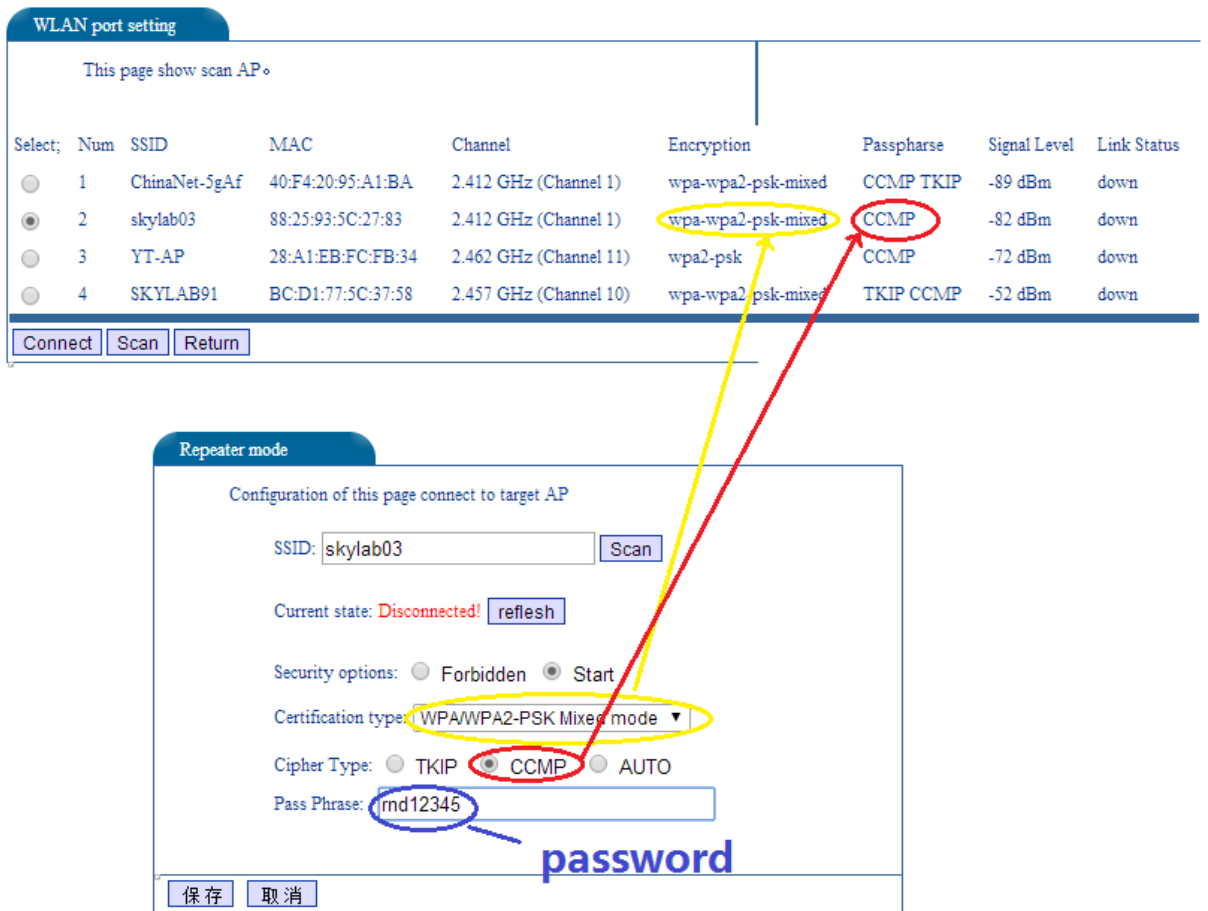 WLAN port setting
This page show scan AP。
Select; Num SSID MAC Channel Encryption Passpharse Signal Level Link Status
1 ChinaNet-5gAf 40:F4:20:95:A1:BA 2.412 GHz (Channel 1) wpa-wpa2-psk-mixed CCMP TKIP -89 dBm down
2 skylab03 88:25:93:5C:27:83 2.412 GHz (Channel 1) wpa-wpa2-psk-mixed CCMP -82 dBm down
3 YT-AP 28:A1:EB:FC:FB:34 2.462 GHz (Channel 11) wpa2-psk CCMP -72 dBm down
4 SKYLAB91 BC:D1:77:5C:37:58 2.457 GHz (Channel 10) wpa-wpa2-psk-mixed TKIP CCMP -52 dBm down
Connect Scan Return
Repeater mode
Configuration of this page connect to target AP
SSID: skylab03 Scan
Current state: Disconnected! reflesh
Security options: Forbidden Start
Certification type: WPA/WPA2-PSK Mixed mode
Cipher Type: TKIP CCMP AUTO
Pass Phrase: rnd12345
password
保存 取消